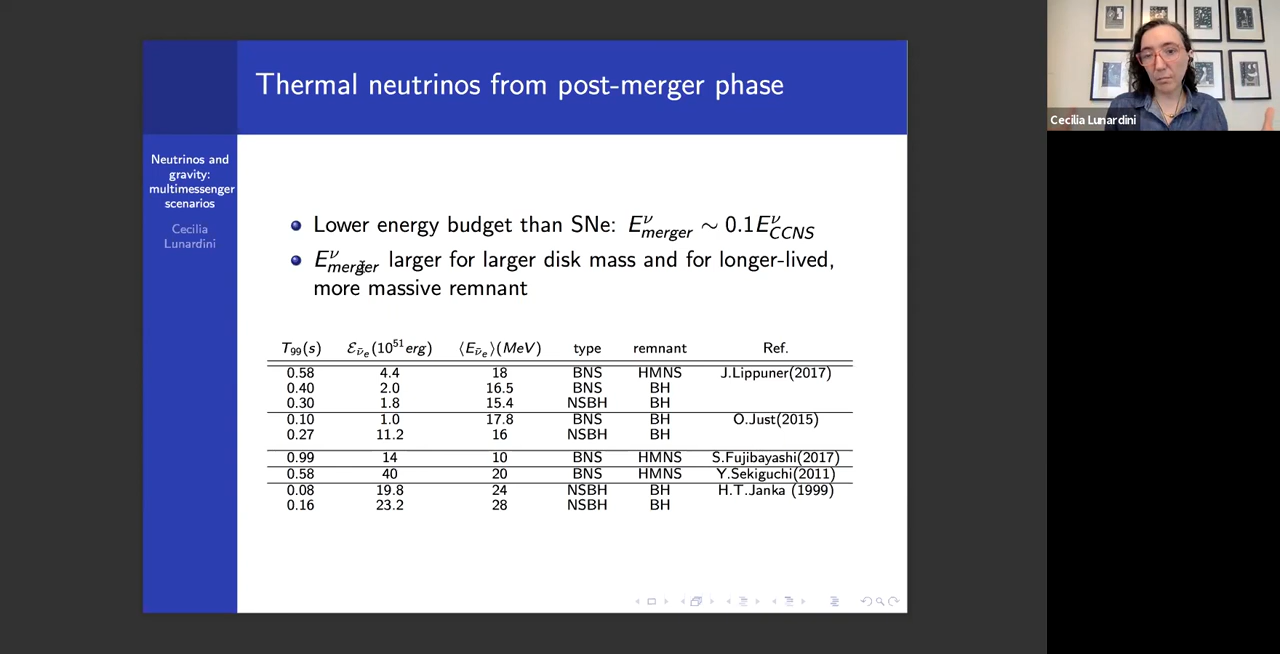 Thermal neutrinos from post-merger phase
Neutrinos and
gravity:
multimessenger
scenarios
Cecilia
Lunardini
Lower energy budget than SNe: E^ν_merger ∼ 0.1E^ν_CCNS
E^ν_merger larger for larger disk mass and for longer-lived,
more massive remnant
T_99(s) ℰ_ν̄e(10^51 erg) ⟨E_ν̄e⟩(MeV) type remnant Ref.
0.58 4.4 18 BNS HMNS J.Lippuner(2017)
0.40 2.0 16.5 BNS BH
0.30 1.8 15.4 NSBH BH
0.10 1.0 17.8 BNS BH O.Just(2015)
0.27 11.2 16 NSBH BH
0.99 14 10 BNS HMNS S.Fujibayashi(2017)
0.58 40 20 BNS HMNS Y.Sekiguchi(2011)
0.08 19.8 24 NSBH BH H.T.Janka (1999)
0.16 23.2 28 NSBH BH
Cecilia Lunardini